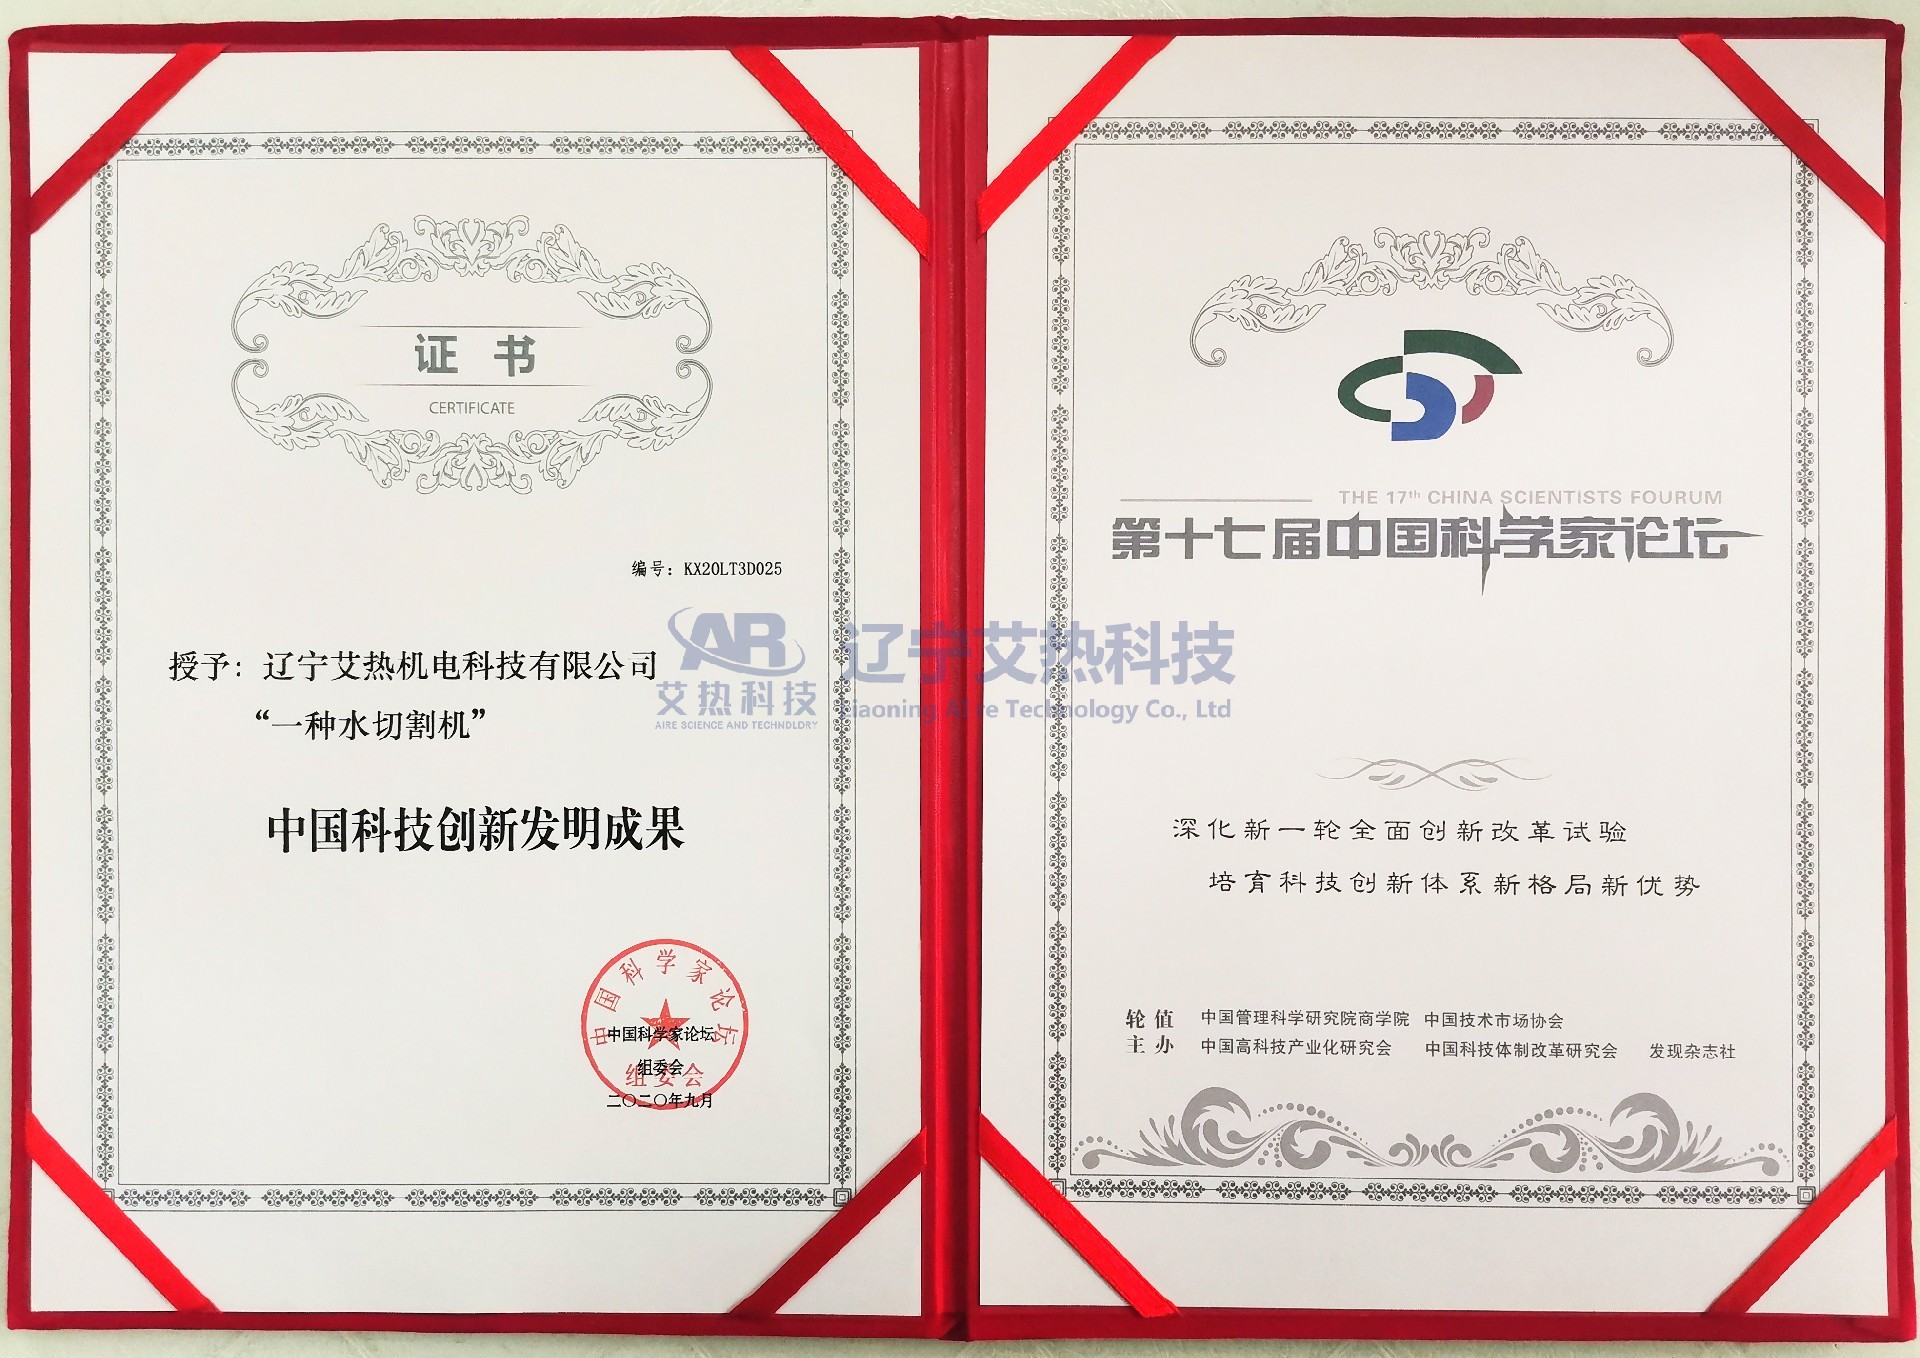 证 书
CERTIFICATE
编号：KX20LT3D025
授予：辽宁艾热机电科技有限公司
“一种水切割机”
中国科技创新发明成果
中国科学家论坛
组委会
中国科学家论坛
组委会
二〇二〇年九月
AR
艾热科技
AIRE SCIENCE AND TECHNDLDRY
辽宁艾热科技
Liaoning AI re Technology Co., Ltd
THE 17th CHINA SCIENTISTS FOURUM
第十七届中国科学家论坛
深化新一轮全面创新改革试验
培育科技创新体系新格局新优势
轮值 中国管理科学研究院商学院 中国技术市场协会
主办 中国高科技产业化研究会 中国科技体制改革研究会 发现杂志社